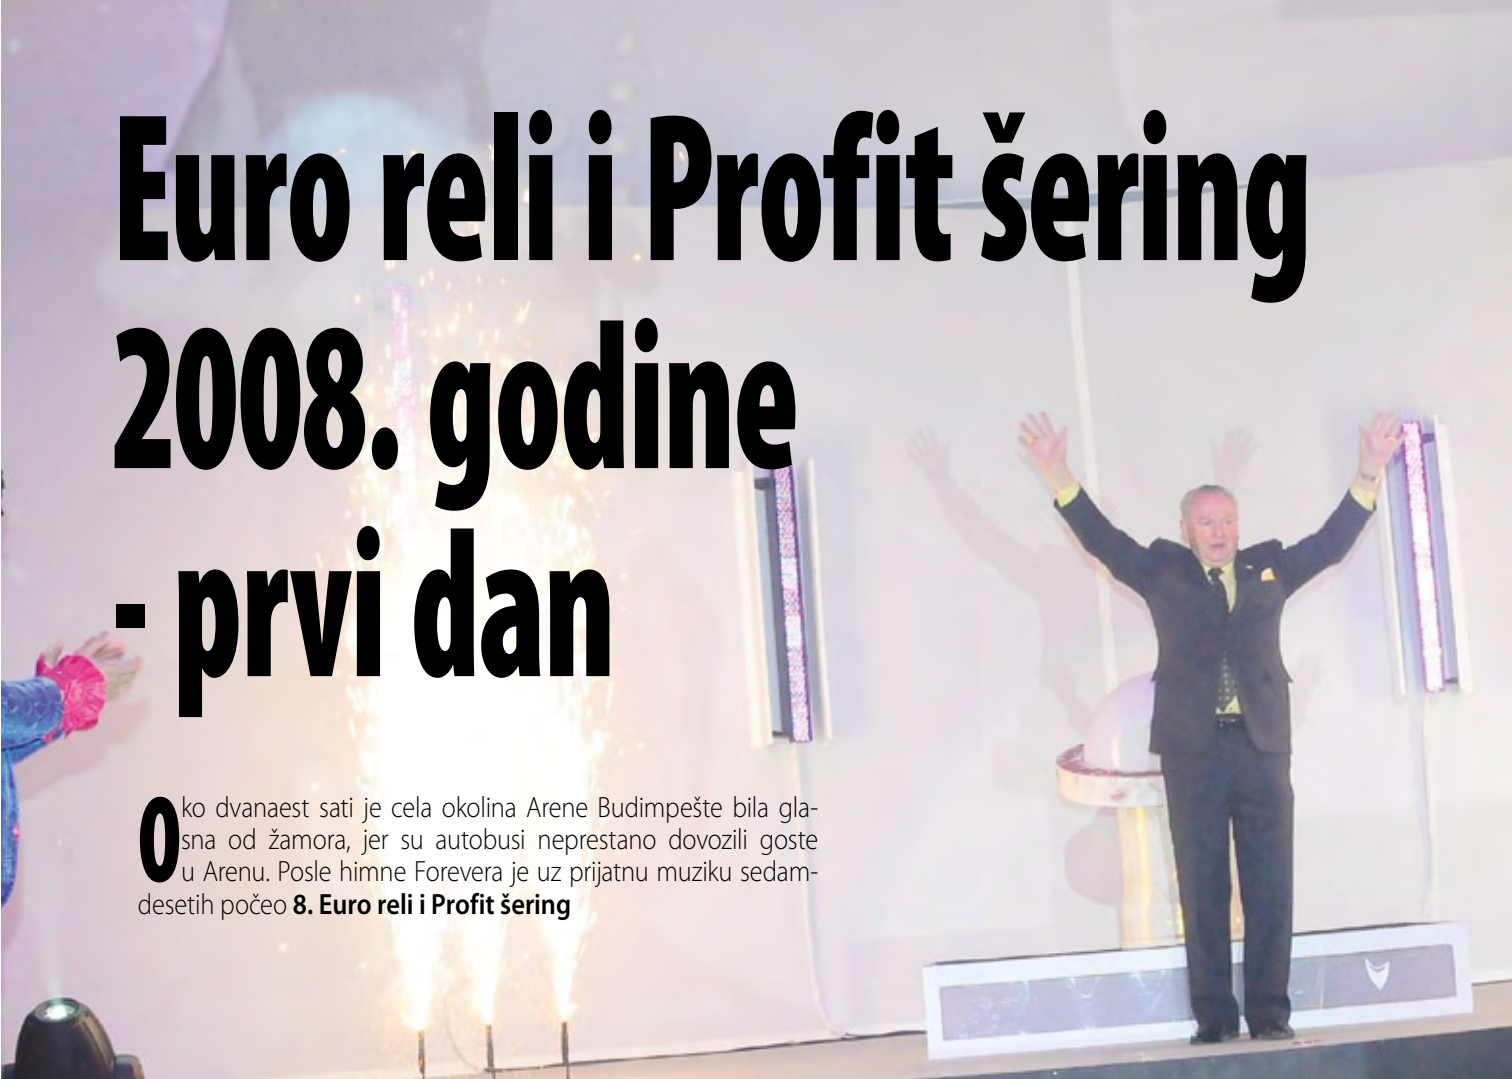 Euro reli i Profit šering
2008. godine
- prvi dan
Oko dvanaest sati je cela okolina Arene Budimpešte bila gla-
sna od žamora, jer su autobusi neprestano dovozili goste
u Arenu. Posle himne Forevera je uz prijatnu muziku sedam-
desetih počeo 8. Euro reli i Profit šering